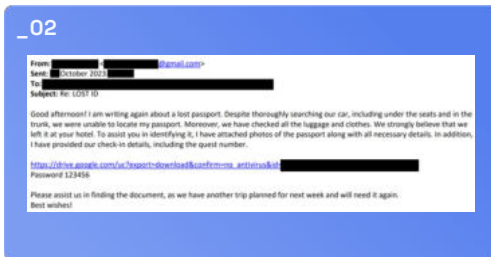 _02
From: < @gmail.com>
Sent: October 2023
To:
Subject: Re: LOST ID
Good afternoon! I am writing again about a lost passport. Despite thoroughly searching our car, including under the seats and in the
trunk, we were unable to locate my passport. Moreover, we have checked all the luggage and clothes. We strongly believe that we
left it at your hotel. To assist you in identifying it, I have attached photos of the passport along with all necessary details. In addition,
I have provided our check-in details, including the quest number.
https://drive.google.com/uc?export=download&confirm=no_antivirus&id=
Password 123456
Please assist us in finding the document, as we have another trip planned for next week and will need it again.
Best wishes!